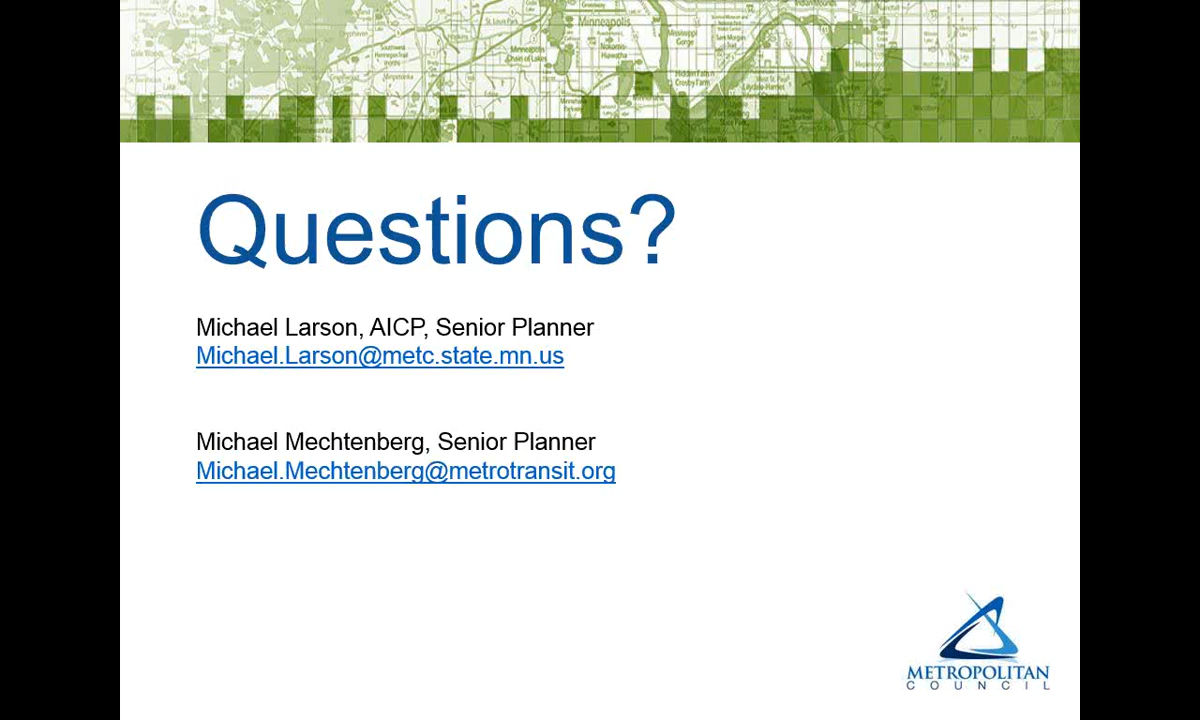 Minneapolis
Questions?
Michael Larson, AICP, Senior Planner
Michael.Larson@metc.state.mn.us
Michael Mechtenberg, Senior Planner
Michael.Mechtenberg@metrotransit.org
METROPOLITAN
COUNCIL